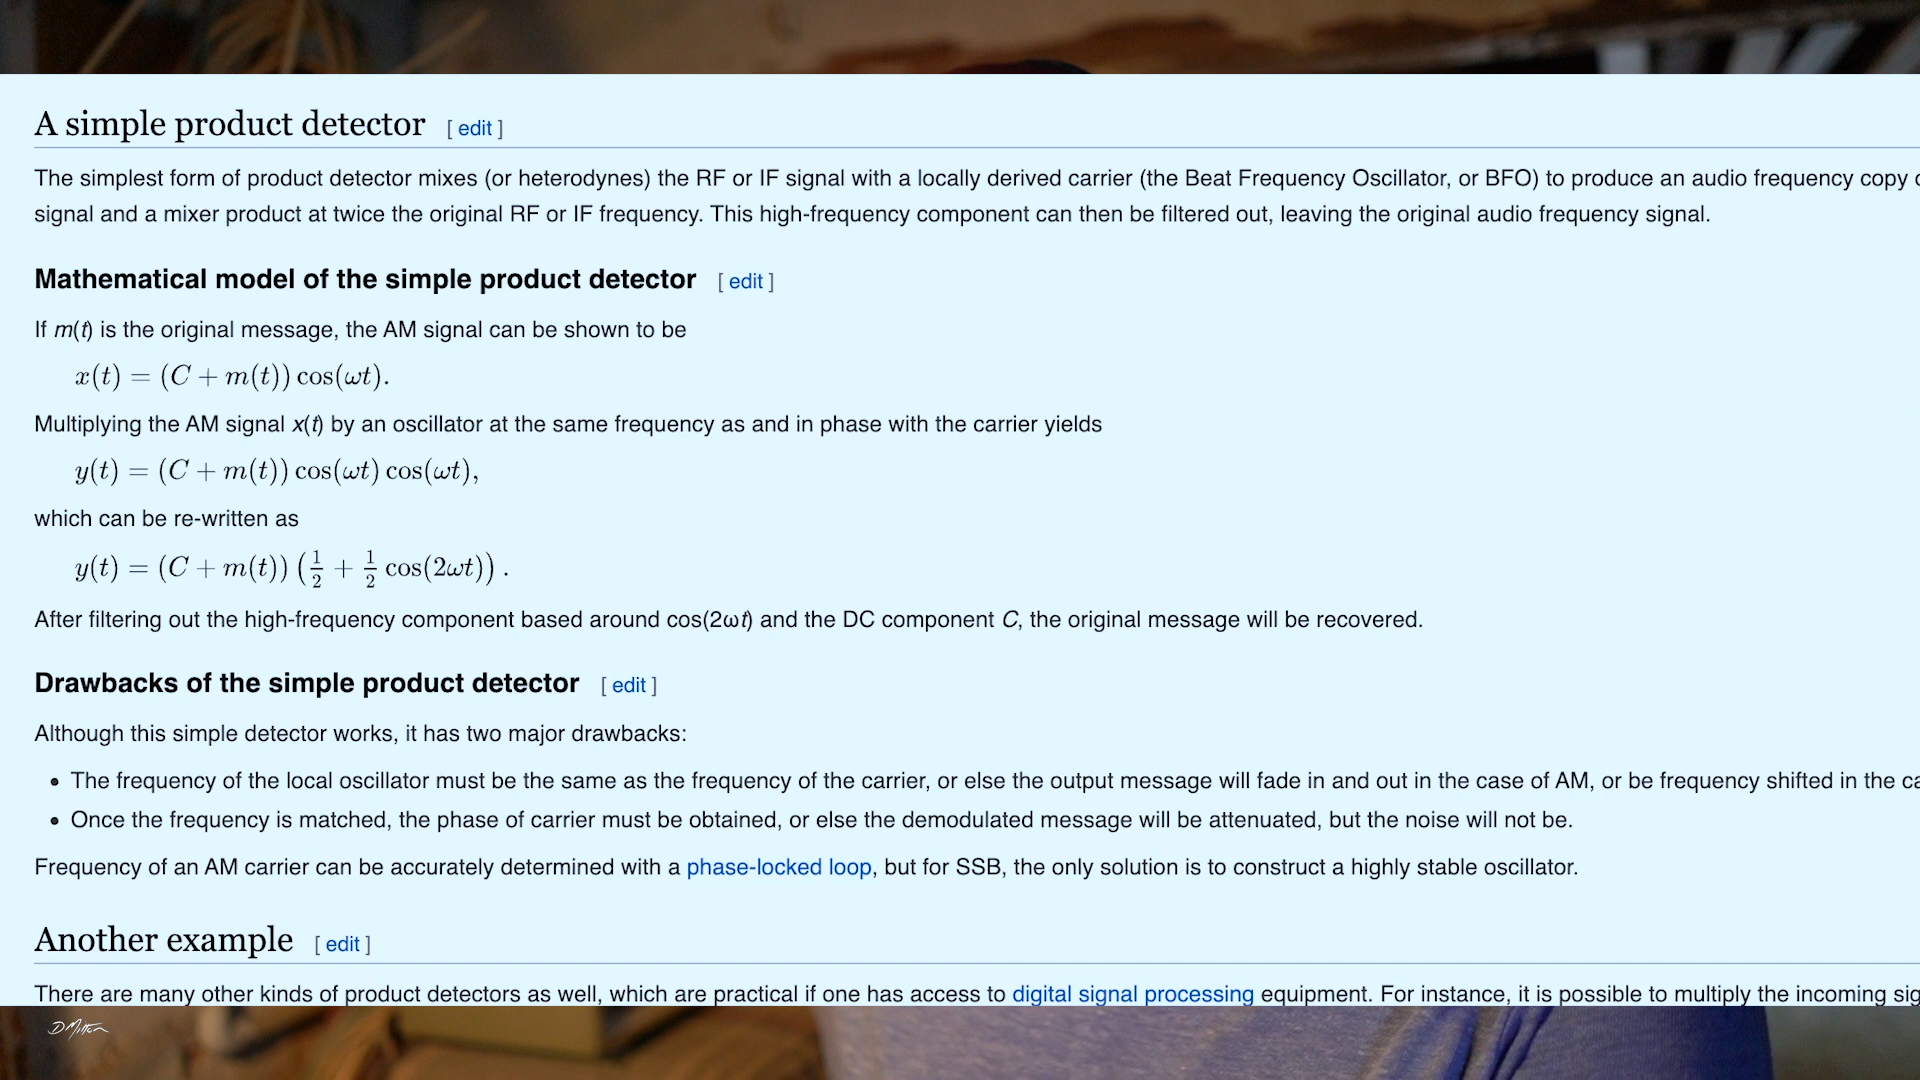 A simple product detector [ edit ]
The simplest form of product detector mixes (or heterodynes) the RF or IF signal with a locally derived carrier (the Beat Frequency Oscillator, or BFO) to produce an audio frequency copy
signal and a mixer product at twice the original RF or IF frequency. This high-frequency component can then be filtered out, leaving the original audio frequency signal.
Mathematical model of the simple product detector [ edit ]
If m(t) is the original message, the AM signal can be shown to be
x(t) = (C + m(t)) cos(ωt).
Multiplying the AM signal x(t) by an oscillator at the same frequency as and in phase with the carrier yields
y(t) = (C + m(t)) cos(ωt) cos(ωt),
which can be re-written as
y(t) = (C + m(t)) (1/2 + 1/2 cos(2ωt)) .
After filtering out the high-frequency component based around cos(2ωt) and the DC component C, the original message will be recovered.
Drawbacks of the simple product detector [ edit ]
Although this simple detector works, it has two major drawbacks:
• The frequency of the local oscillator must be the same as the frequency of the carrier, or else the output message will fade in and out in the case of AM, or be frequency shifted in the
• Once the frequency is matched, the phase of carrier must be obtained, or else the demodulated message will be attenuated, but the noise will not be.
Frequency of an AM carrier can be accurately determined with a phase-locked loop, but for SSB, the only solution is to construct a highly stable oscillator.
Another example [ edit ]
There are many other kinds of product detectors as well, which are practical if one has access to digital signal processing equipment. For instance, it is possible to multiply the incoming
DMitton